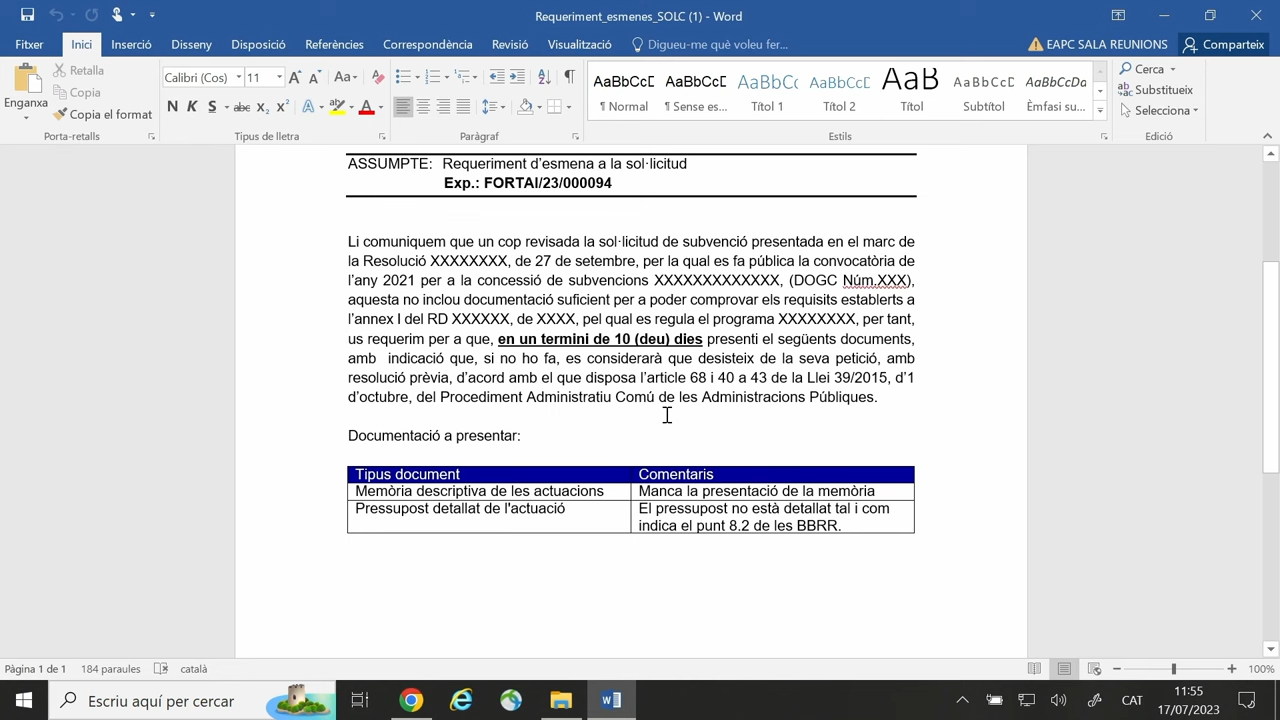 Requeriment_esmenes_SOLC (1) - Word
Fitxer Inici Inserció Disseny Disposició Referències Correspondència Revisió Visualització Digueu-me què voleu fer... EAPC SALA REUNIONS Comparteix
Enganxa
Retalla
Copia
Copia el format
Porta-retalls
Calibri (Cos) 11
N K S abc x₂ x²
Tipus de lletra
Paràgraf
AaBbCcD AaBbCcD AaBbC( AaBbCcD AaB AaBbCcD AaBbCcDc
¶ Normal ¶ Sense es... Títol 1 Títol 2 Títol Subtítol Èmfasi su...
Estils
Cerca
Substitueix
Selecciona
Edició
ASSUMPTE: Requeriment d'esmena a la sol·licitud
Exp.: FORTAI/23/000094
Li comuniquem que un cop revisada la sol·licitud de subvenció presentada en el marc de
la Resolució XXXXXXXX, de 27 de setembre, per la qual es fa pública la convocatòria de
l'any 2021 per a la concessió de subvencions XXXXXXXXXXXXX, (DOGC Núm.XXX),
aquesta no inclou documentació suficient per a poder comprovar els requisits establerts a
l'annex I del RD XXXXXX, de XXXX, pel qual es regula el programa XXXXXXXX, per tant,
us requerim per a que, en un termini de 10 (deu) dies presenti el següents documents,
amb indicació que, si no ho fa, es considerarà que desisteix de la seva petició, amb
resolució prèvia, d'acord amb el que disposa l'article 68 i 40 a 43 de la Llei 39/2015, d'1
d'octubre, del Procediment Administratiu Comú de les Administracions Públiques.
Documentació a presentar:
Tipus document Comentaris
Memòria descriptiva de les actuacions Manca la presentació de la memòria
Pressupost detallat de l'actuació El pressupost no està detallat tal i com
indica el punt 8.2 de les BBRR.
Pàgina 1 de 1 184 paraules català 100%
Escriu aquí per cercar CAT 11:55
17/07/2023